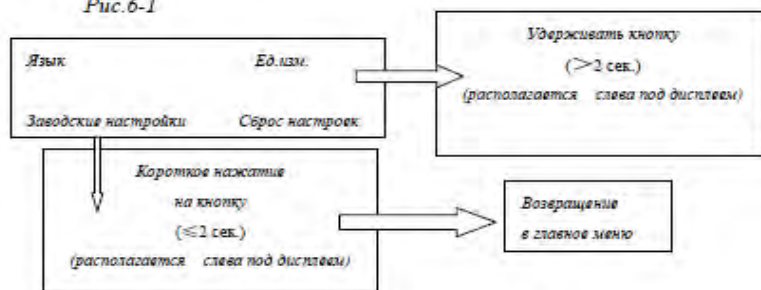 Рис.6-1
Язык Ед.изм.
Заводские настройки Сброс настроек
Удерживать кнопку
(>2 сек.)
(располагается слева под дисплеем)
Короткое нажатие
на кнопку
(≤2 сек.)
(располагается слева под дисплеем)
Возвращение
в главное меню